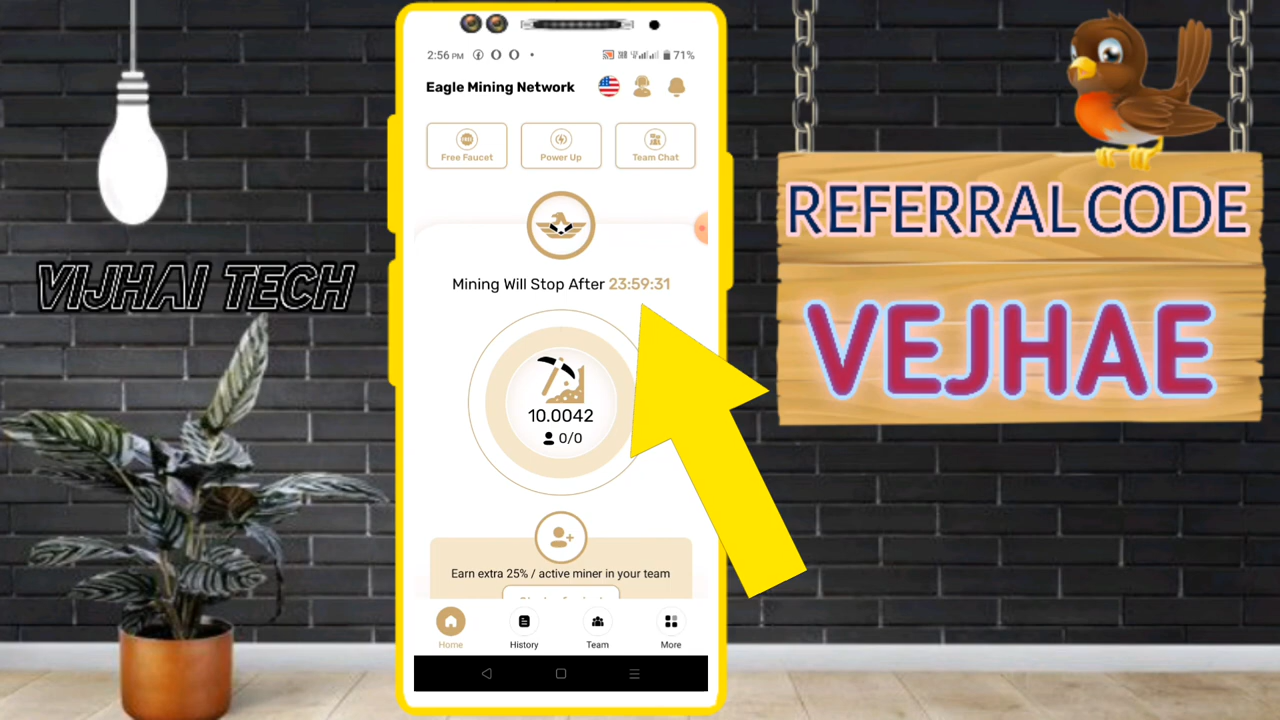 VIJHAI TECH
2:56 PM
71%
Eagle Mining Network
Free Faucet
Power Up
Team Chat
Mining Will Stop After 23:59:31
10.0042
0/0
Earn extra 25% / active miner in your team
Home
History
Team
More
REFERRAL CODE
VEJHAE